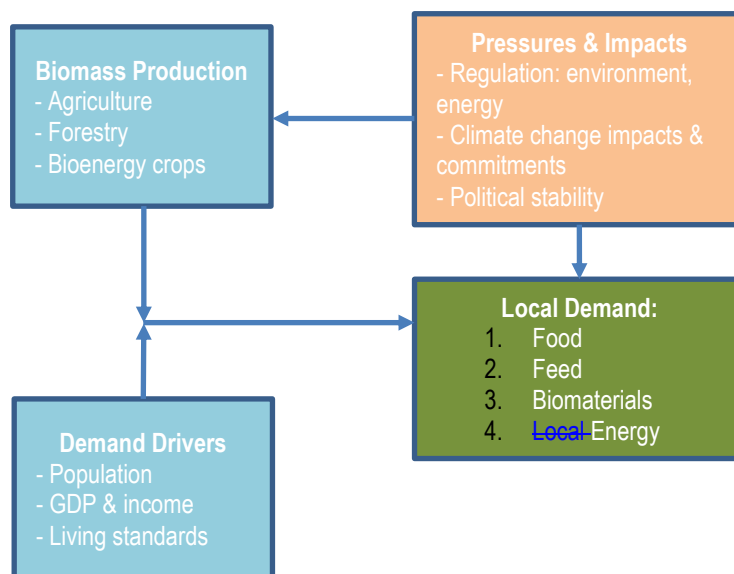 Biomass Production
- Agriculture
- Forestry
- Bioenergy crops
Pressures & Impacts
- Regulation: environment,
energy
- Climate change impacts &
commitments
- Political stability
Local Demand:
1. Food
2. Feed
3. Biomaterials
4. Local Energy
Demand Drivers
- Population
- GDP & income
- Living standards